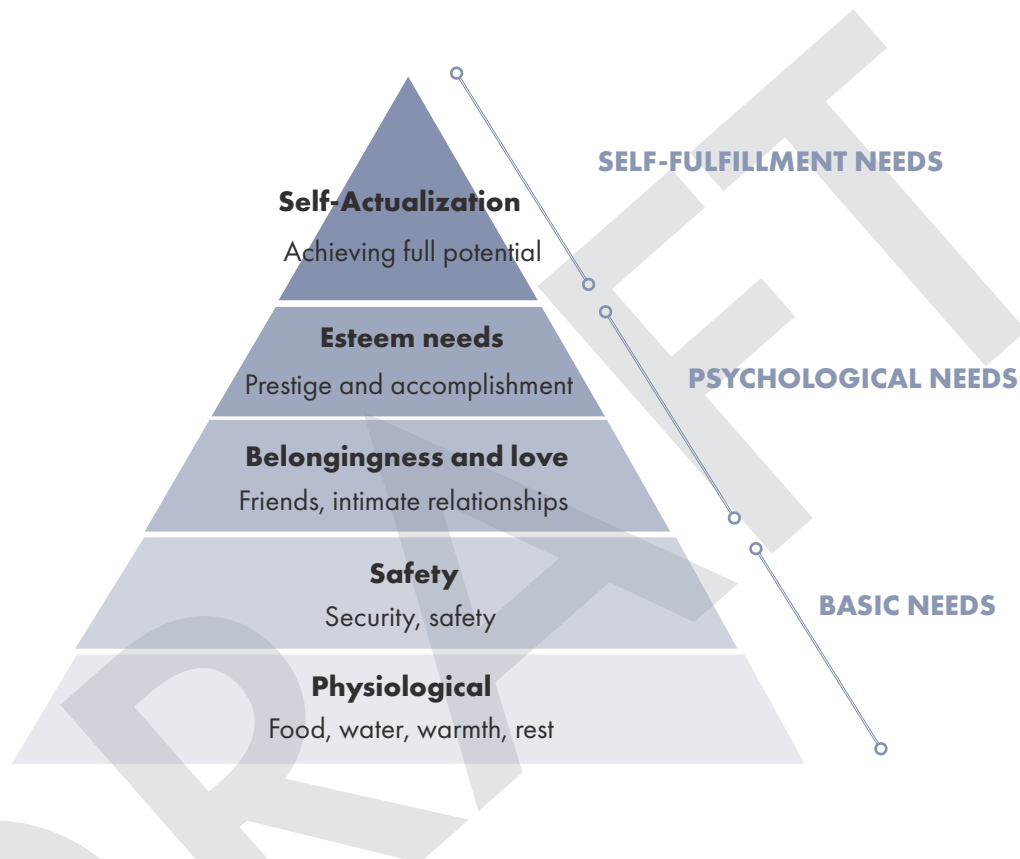 SELF-FULFILLMENT NEEDS
Self-Actualization
Achieving full potential
Esteem needs
PSYCHOLOGICAL NEEDS
Prestige and accomplishment
Belongingness and love
Friends, intimate relationships
Safety
BASIC NEEDS
Security, safety
Physiological
Food, water, warmth, rest
DRAFT